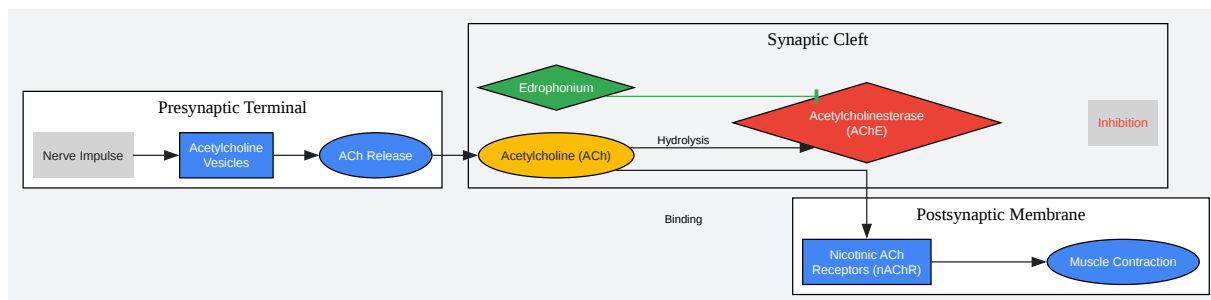 Synaptic Cleft
Presynaptic Terminal
Nerve Impulse
Acetylcholine
Vesicles
ACh Release
Edrophonium
Acetylcholine (ACh)
Hydrolysis
Acetylcholinesterase
(AChE)
Inhibition
Binding
Postsynaptic Membrane
Nicotinic ACh
Receptors (nAChR)
Muscle Contraction